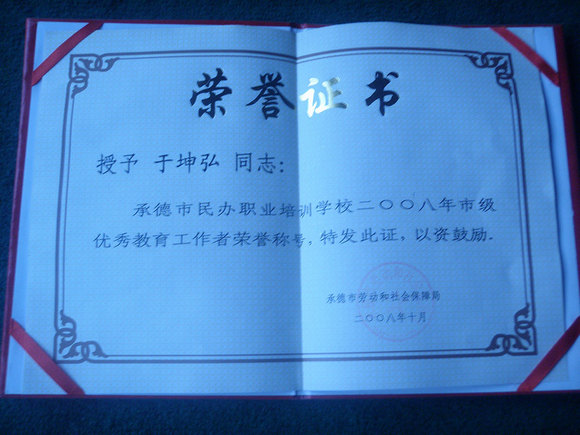 荣誉证书
授予 于坤弘 同志：
承德市民办职业培训学校二〇〇八年市级
优秀教育工作者荣誉称号，特发此证，以资鼓励.
承德市劳动和社会保障局
二〇〇八年十月